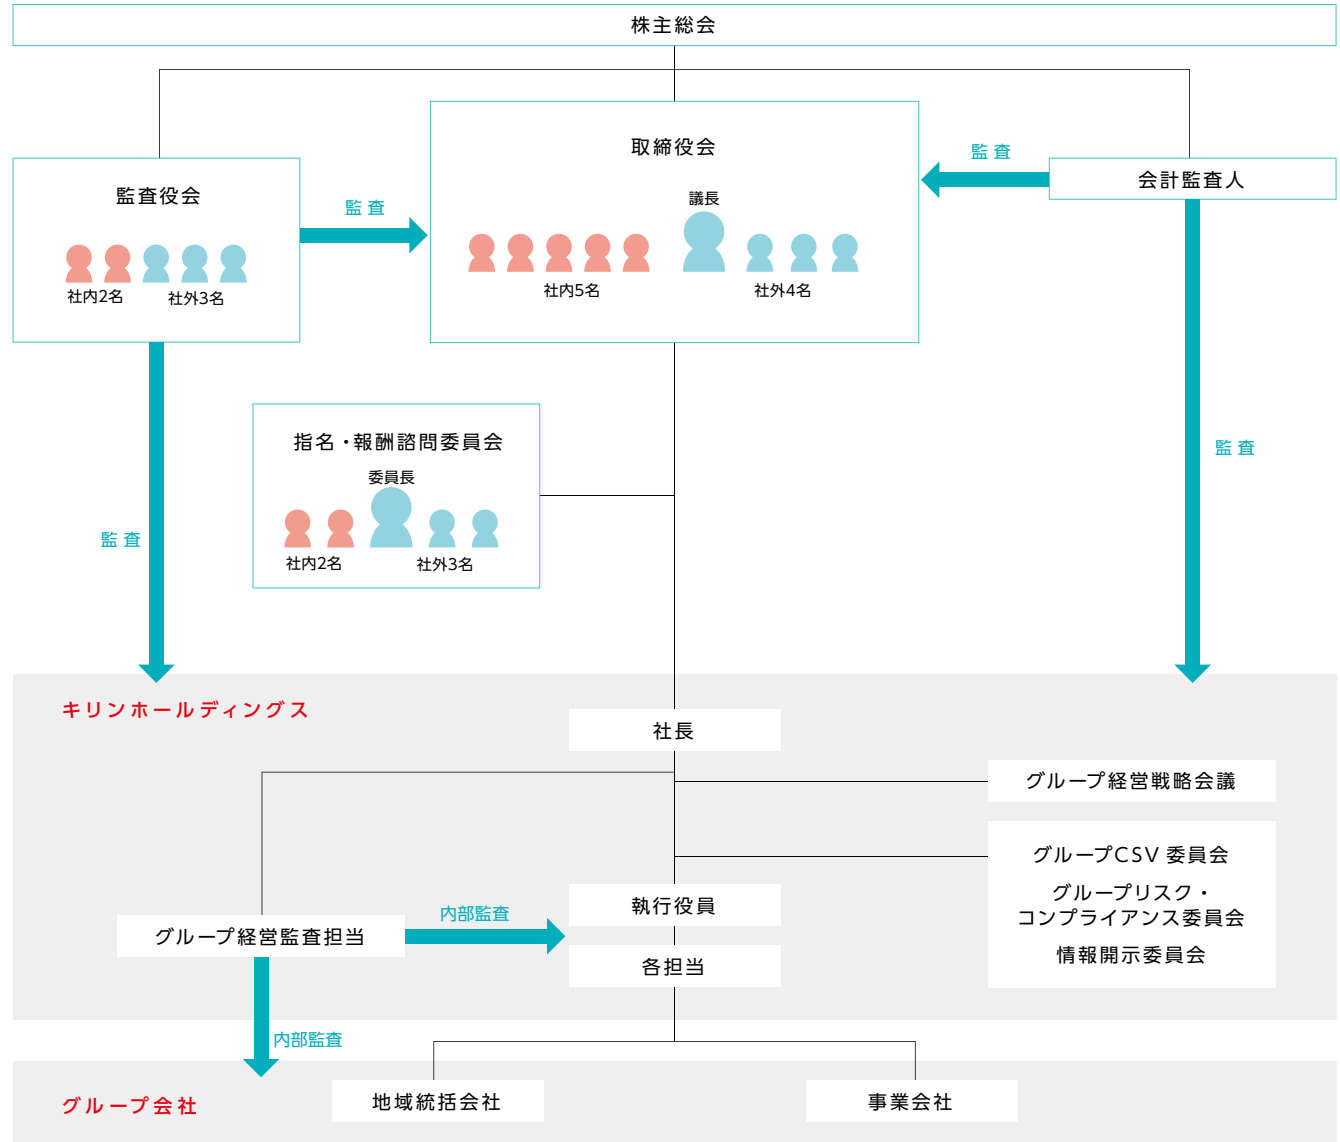 株主総会
取締役会
監査
会計監査人
監査役会
監査
議長
社内2名
社外3名
社内5名
社外4名
指名・報酬諮問委員会
委員長
社内2名
社外3名
監査
監査
キリンホールディングス
社長
グループ経営戦略会議
グループCSV 委員会
グループリスク・
コンプライアンス委員会
情報開示委員会
執行役員
内部監査
グループ経営監査担当
各担当
内部監査
グループ会社
地域統括会社
事業会社